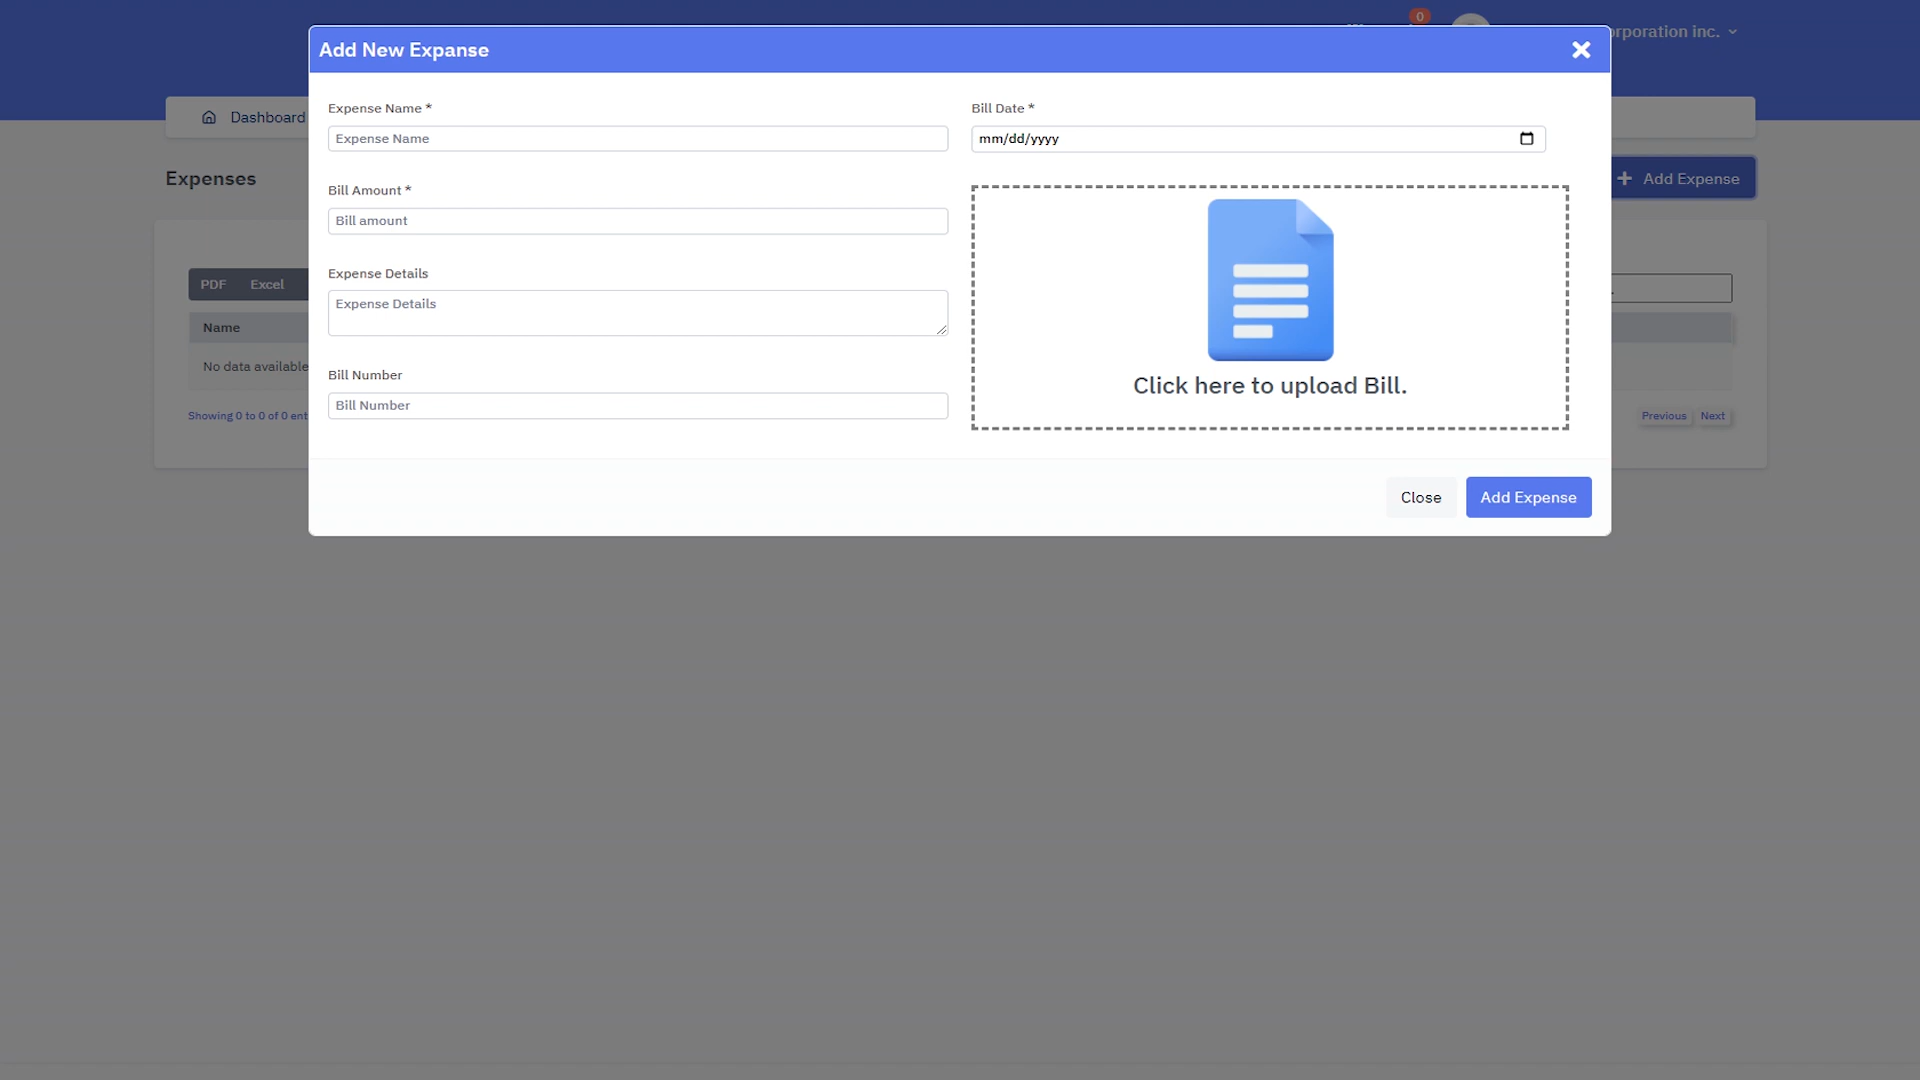 0
orporation inc.
Add New Expanse
Dashboard
Expense Name *
Expense Name
Bill Date *
mm/dd/yyyy
Expenses
Add Expense
Bill Amount *
Bill amount
Expense Details
Expense Details
PDF Excel
Name
No data available
Click here to upload Bill.
Bill Number
Bill Number
Showing 0 to 0 of 0 ent
Previous Next
Close Add Expense